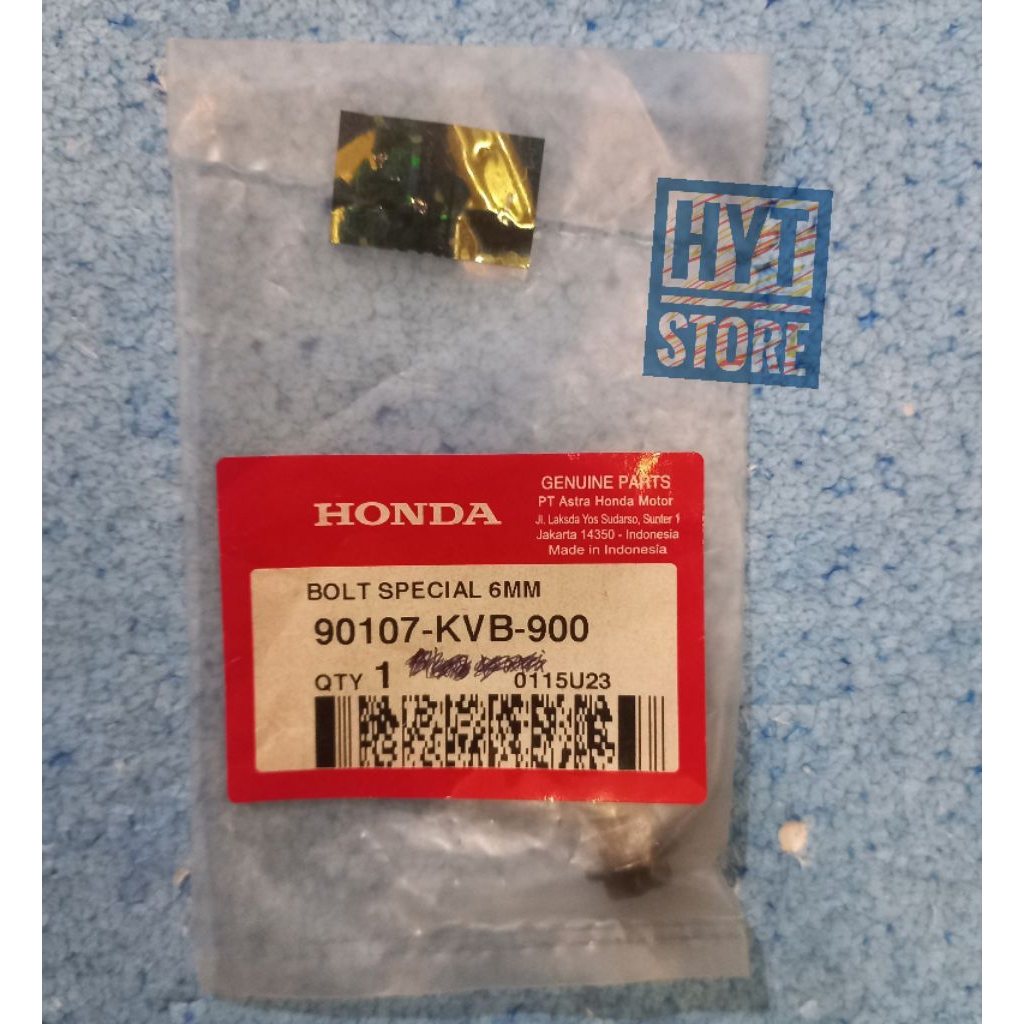 HYT
STORE
HONDA
GENUINE PARTS
PT Astra Honda Motor
Jl. Laksda Yos Sudarso, Sunter 1
Jakarta 14350 - Indonesia
Made in Indonesia
BOLT SPECIAL 6MM
90107-KVB-900
QTY 1
0115U23